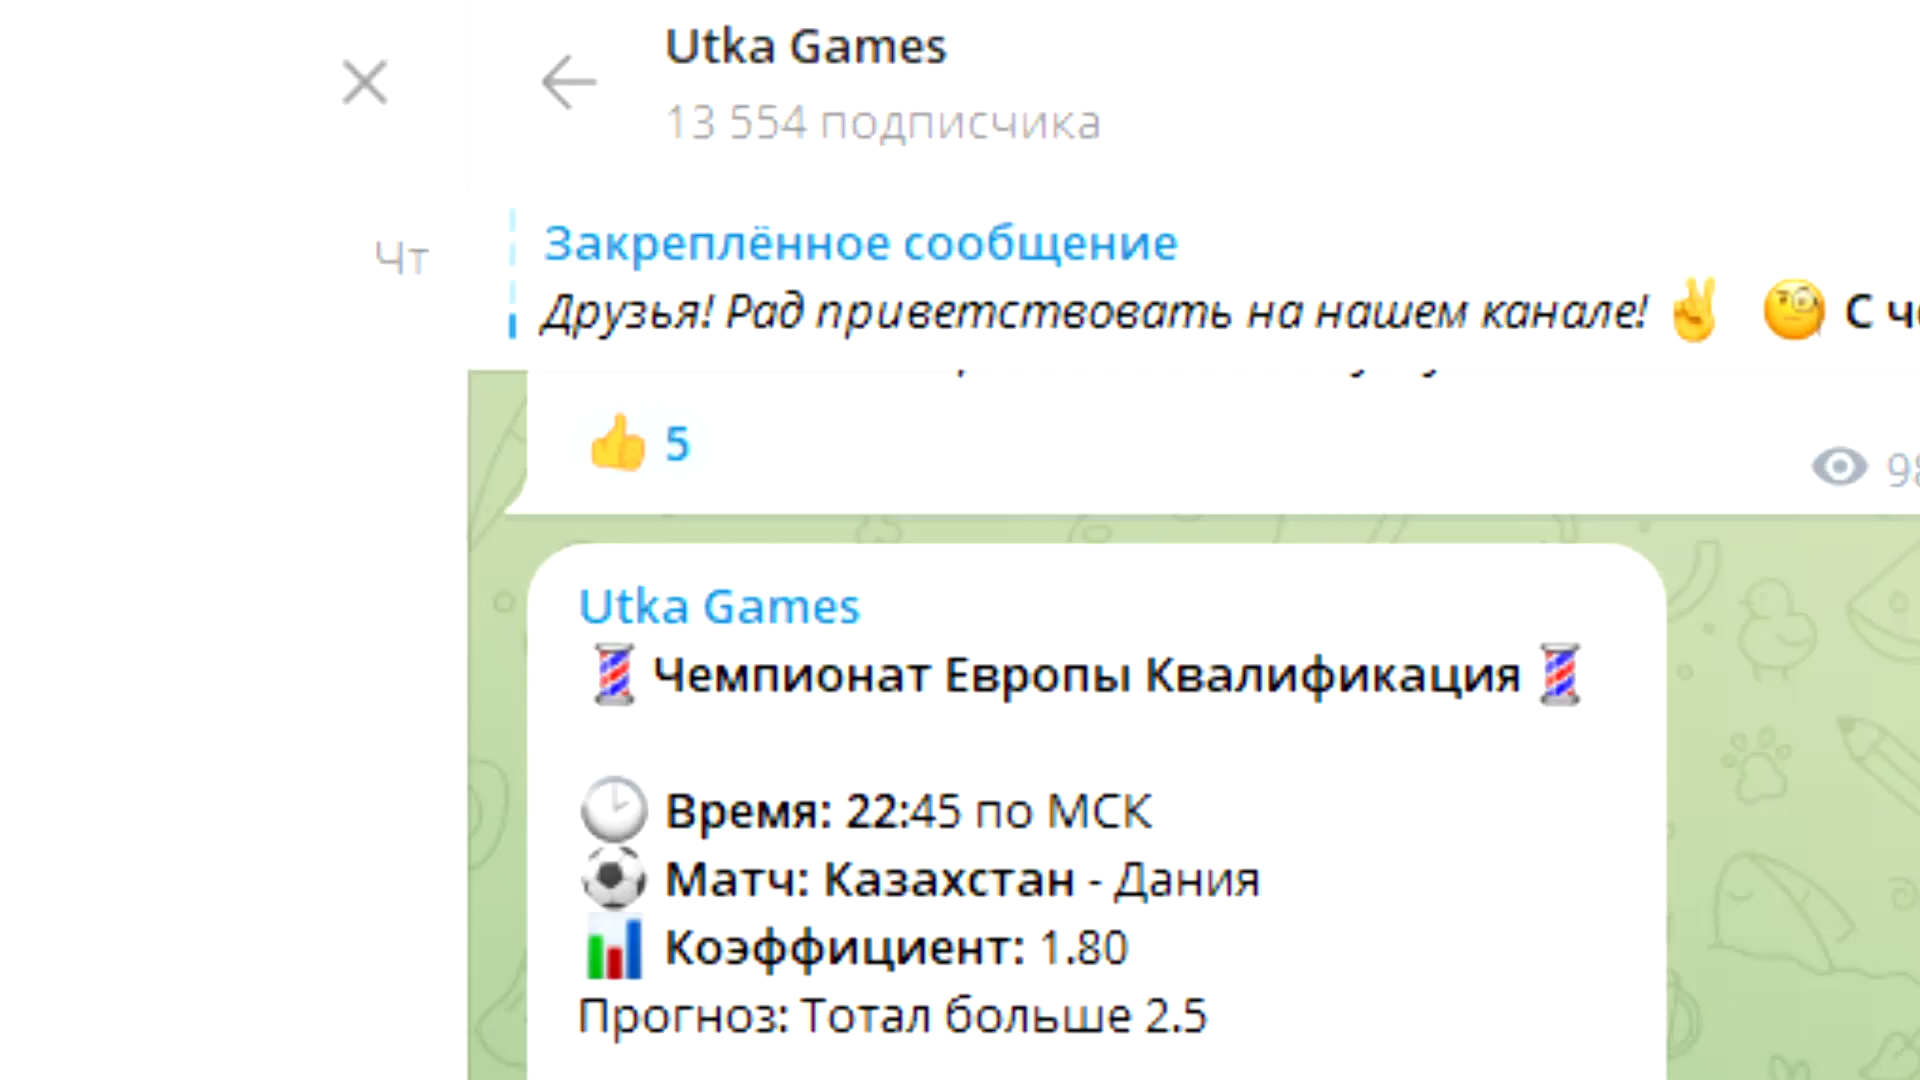 Utka Games
13 554 подписчика
Чт
Закреплённое сообщение
Друзья! Рад приветствовать на нашем канале! ✌️ 🧐 С
👍 5
Utka Games
💈 Чемпионат Европы Квалификация 💈
🕑 Время: 22:45 по МСК
⚽ Матч: Казахстан - Дания
📊 Коэффициент: 1.80
Прогноз: Тотал больше 2.5